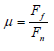 μ = F_f / F_n